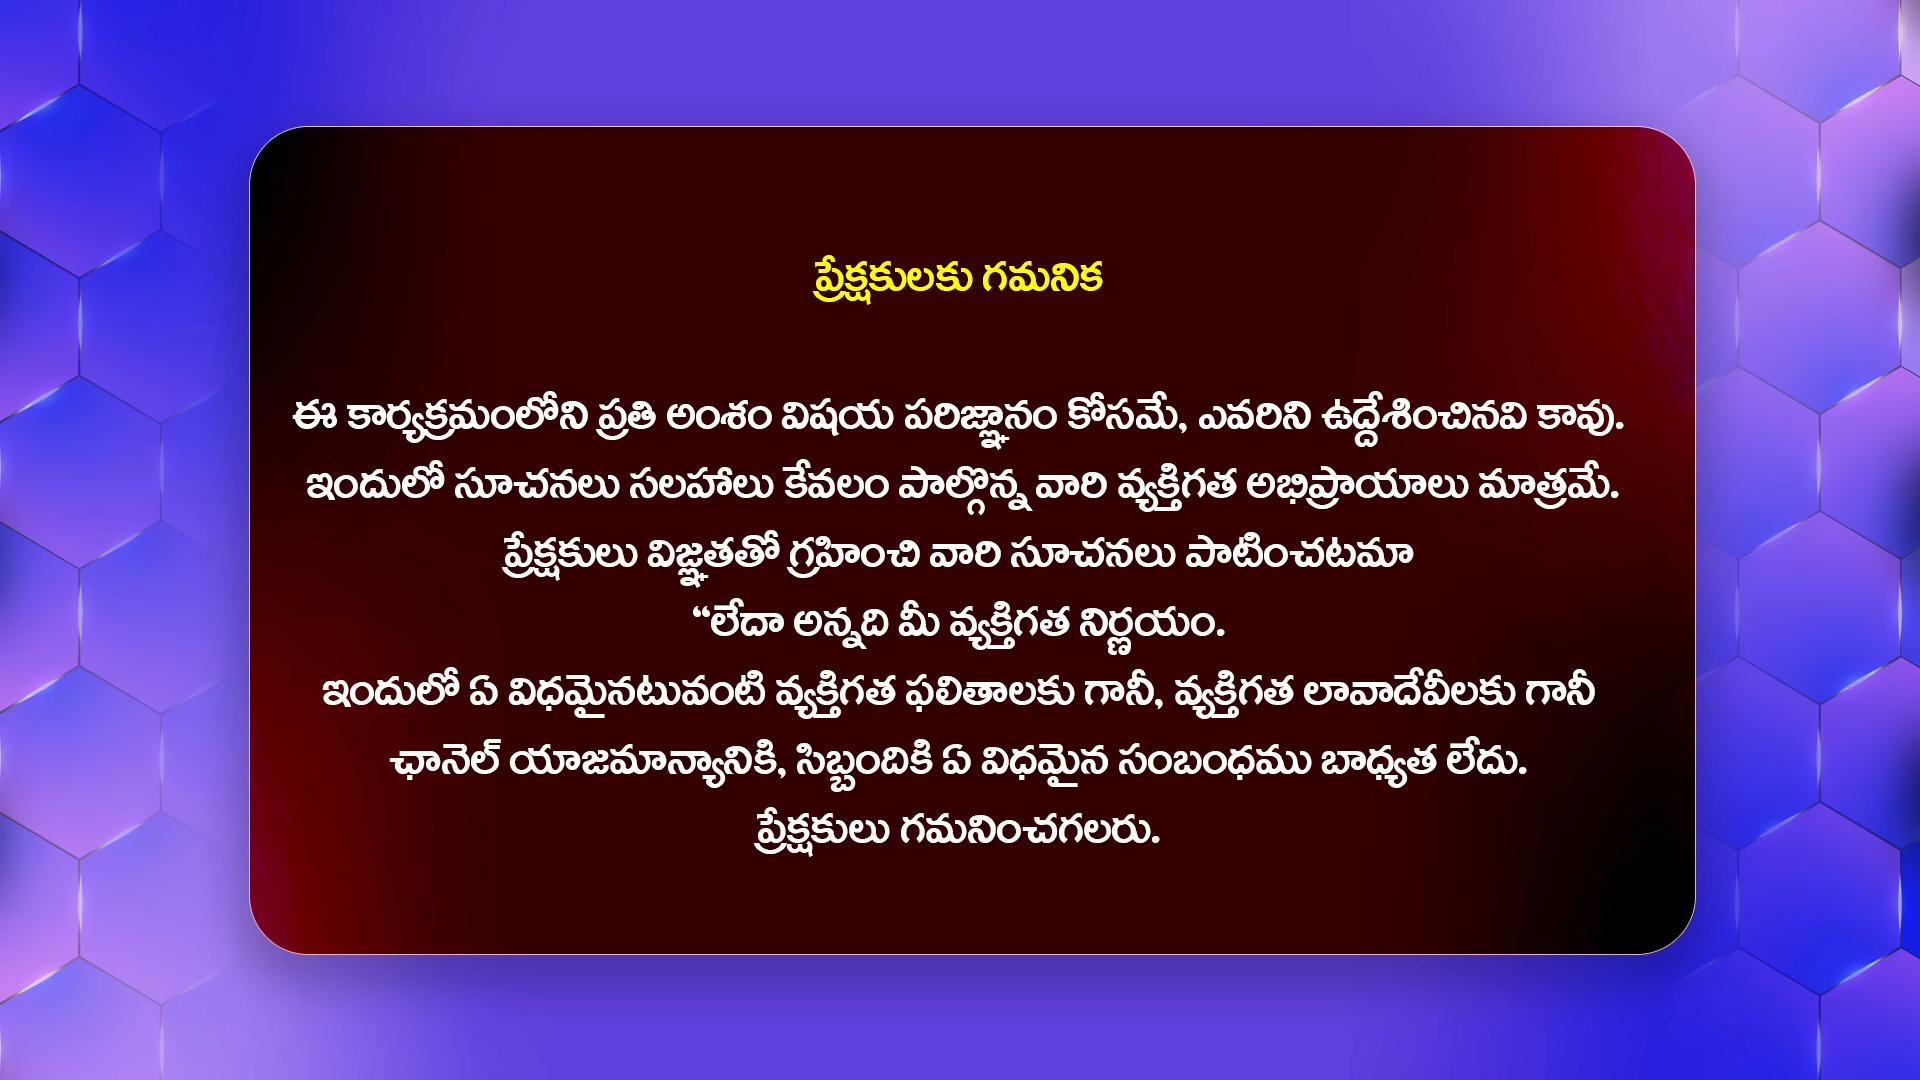 ప్రేక్షకులకు గమనిక
ఈ కార్యక్రమంలోని ప్రతి అంశం విషయ పరిజ్ఞానం కోసమే, ఎవరిని ఉద్దేశించినవి కావు.
ఇందులో సూచనలు సలహాలు కేవలం పాల్గొన్న వారి వ్యక్తిగత అభిప్రాయాలు మాత్రమే.
ప్రేక్షకులు విజ్ఞతతో గ్రహించి వారి సూచనలు పాటించటమా
“లేదా అన్నది మీ వ్యక్తిగత నిర్ణయం.
ఇందులో ఏ విధమైనటువంటి వ్యక్తిగత ఫలితాలకు గానీ, వ్యక్తిగత లావాదేవీలకు గానీ
ఛానెల్ యాజమాన్యానికి, సిబ్బందికి ఏ విధమైన సంబంధము బాధ్యత లేదు.
ప్రేక్షకులు గమనించగలరు.